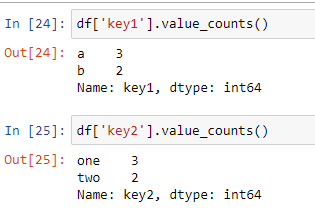 In [24]: df['key1'].value_counts()
Out[24]: a    3
b    2
Name: key1, dtype: int64
In [25]: df['key2'].value_counts()
Out[25]: one    3
two    2
Name: key2, dtype: int64